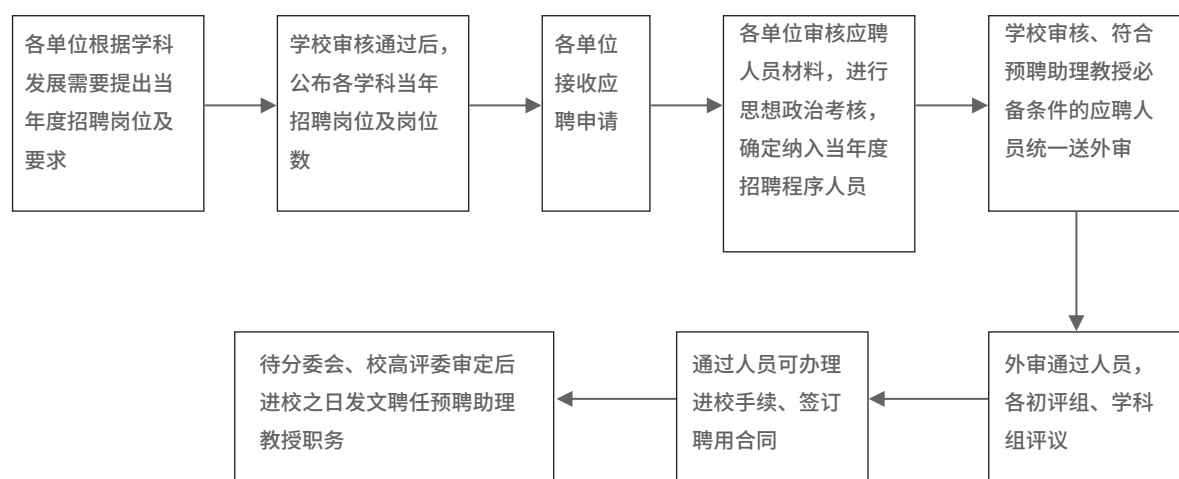 各单位根据学科
发展需要提出当
年度招聘岗位及
要求
学校审核通过后，
公布各学科当年
招聘岗位及岗位
数
各单位
接收应
聘申请
各单位审核应聘
人员材料，进行
思想政治考核，
确定纳入当年度
招聘程序人员
学校审核、符合
预聘助理教授必
备条件的应聘人
员统一送外审
外审通过人员，
各初评组、学科
组评议
通过人员可办理
进校手续、签订
聘用合同
待分委会、校高评委审定后
进校之日发文聘任预聘助理
教授职务